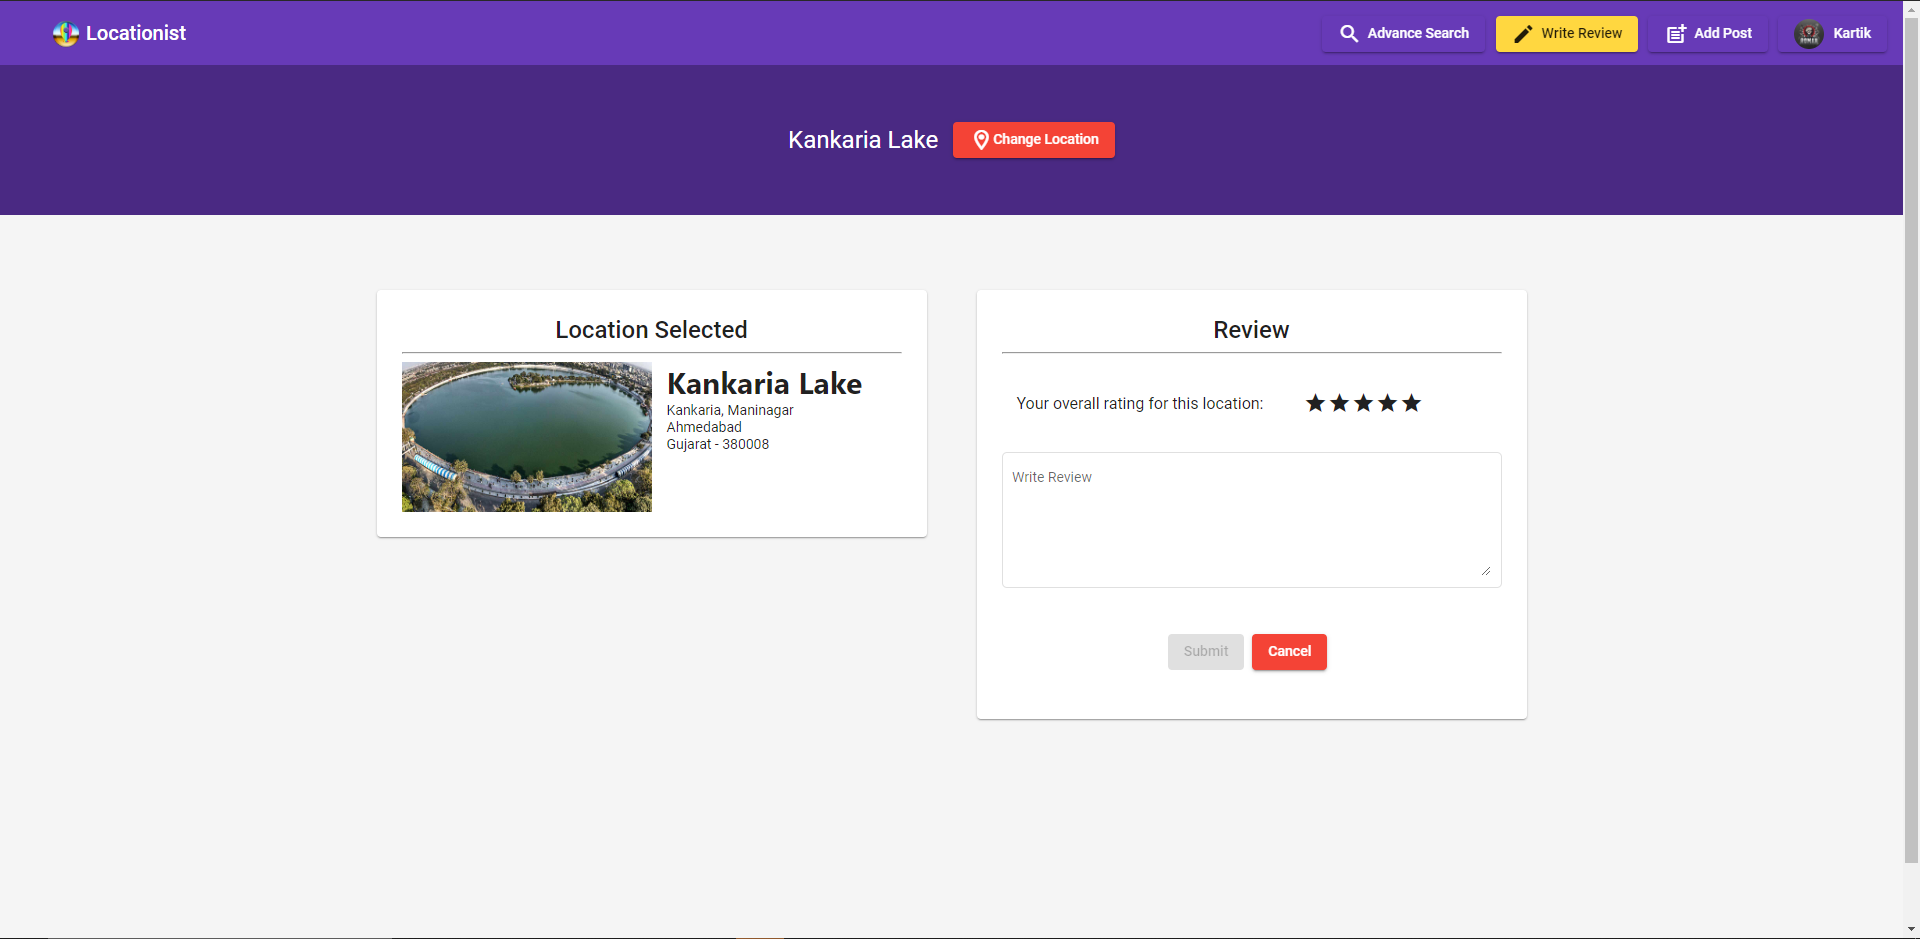 Locationist
Advance Search
Write Review
Add Post
Kartik
Kankaria Lake
Change Location
Location Selected
Kankaria Lake
Kankaria, Maninagar
Ahmedabad
Gujarat - 380008
Review
Your overall rating for this location:
Write Review
Submit
Cancel